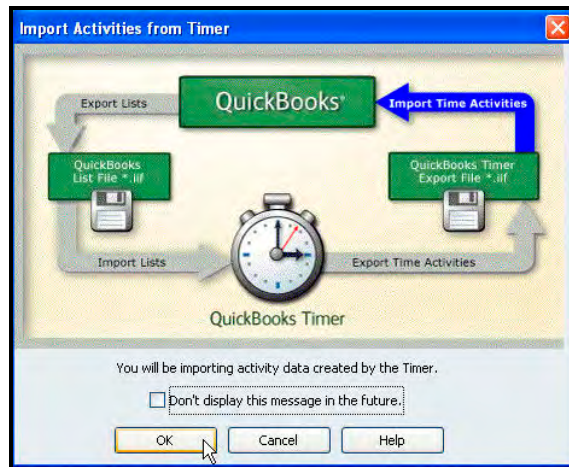 Import Activities from Timer
Export Lists
QuickBooks®
Import Time Activities
QuickBooks
List File *.iif
QuickBooks Timer
Export File *.iif
Import Lists
Export Time Activities
QuickBooks Timer
You will be importing activity data created by the Timer.
Don't display this message in the future.
OK
Cancel
Help